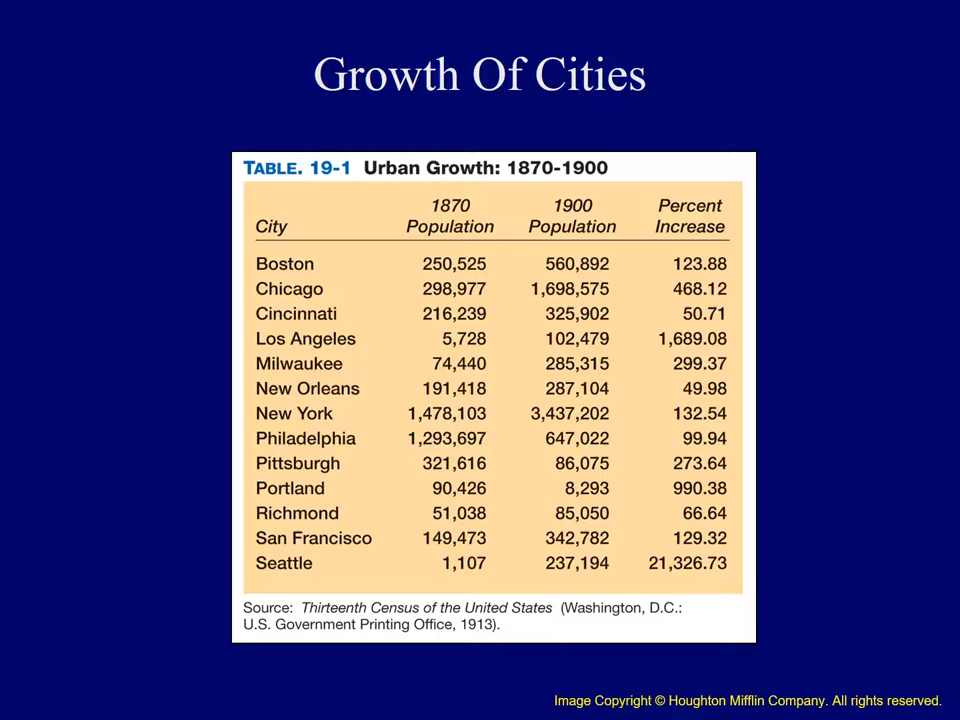 Growth Of Cities
TABLE. 19-1 Urban Growth: 1870-1900
City 1870 Population 1900 Population Percent Increase
Boston 250,525 560,892 123.88
Chicago 298,977 1,698,575 468.12
Cincinnati 216,239 325,902 50.71
Los Angeles 5,728 102,479 1,689.08
Milwaukee 74,440 285,315 299.37
New Orleans 191,418 287,104 49.98
New York 1,478,103 3,437,202 132.54
Philadelphia 1,293,697 647,022 99.94
Pittsburgh 321,616 86,075 273.64
Portland 90,426 8,293 990.38
Richmond 51,038 85,050 66.64
San Francisco 149,473 342,782 129.32
Seattle 1,107 237,194 21,326.73
Source: Thirteenth Census of the United States (Washington, D.C.:
U.S. Government Printing Office, 1913).
Image Copyright © Houghton Mifflin Company. All rights reserved.